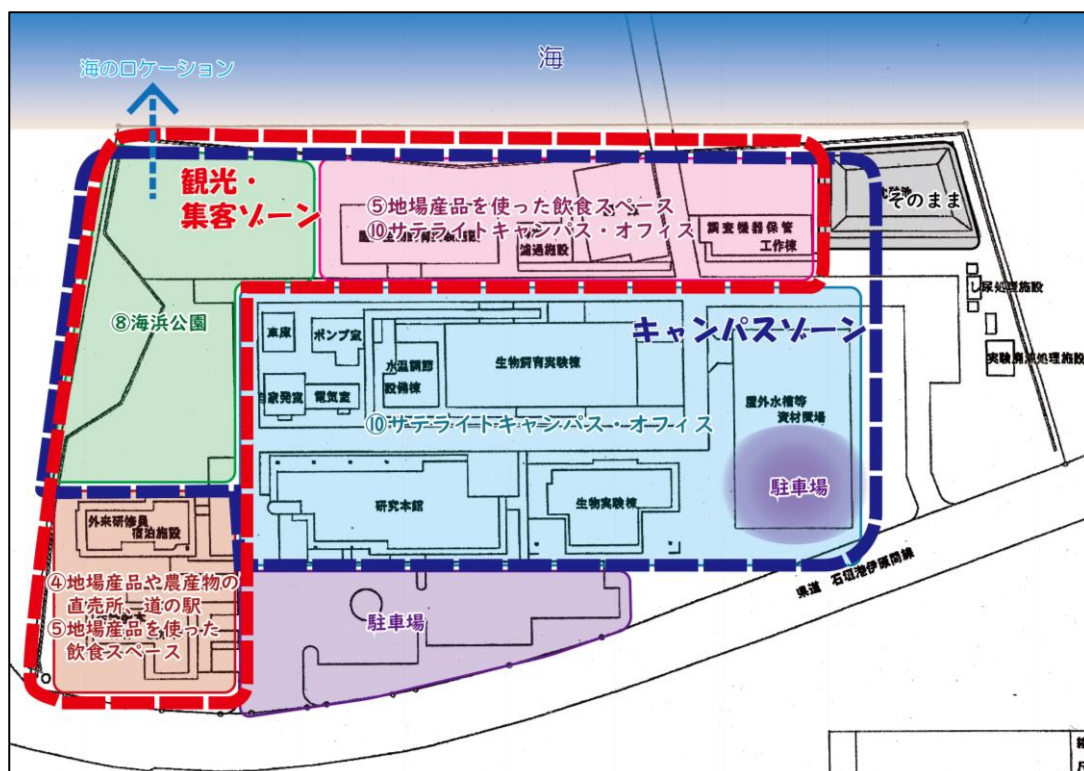 海
海のロケーション
観光・
集客ゾーン
⑤地場産品を使った飲食スペース
⑩サテライトキャンパス・オフィス
濾過施設
調査機器保管
工作棟
そのまま
し尿処理施設
実験廃液処理施設
⑧海浜公園
キャンパスゾーン
車庫
ポンプ室
水温調節
設備棟
生物飼育実験棟
自家発室
電気室
屋外水槽等
資材置場
⑩サテライトキャンパス・オフィス
駐車場
研究本館
生物実験棟
外来研修員
宿泊施設
④地場産品や農産物の
直売所、道の駅
⑤地場産品を使った
飲食スペース
駐車場
県道 石垣港伊原間線